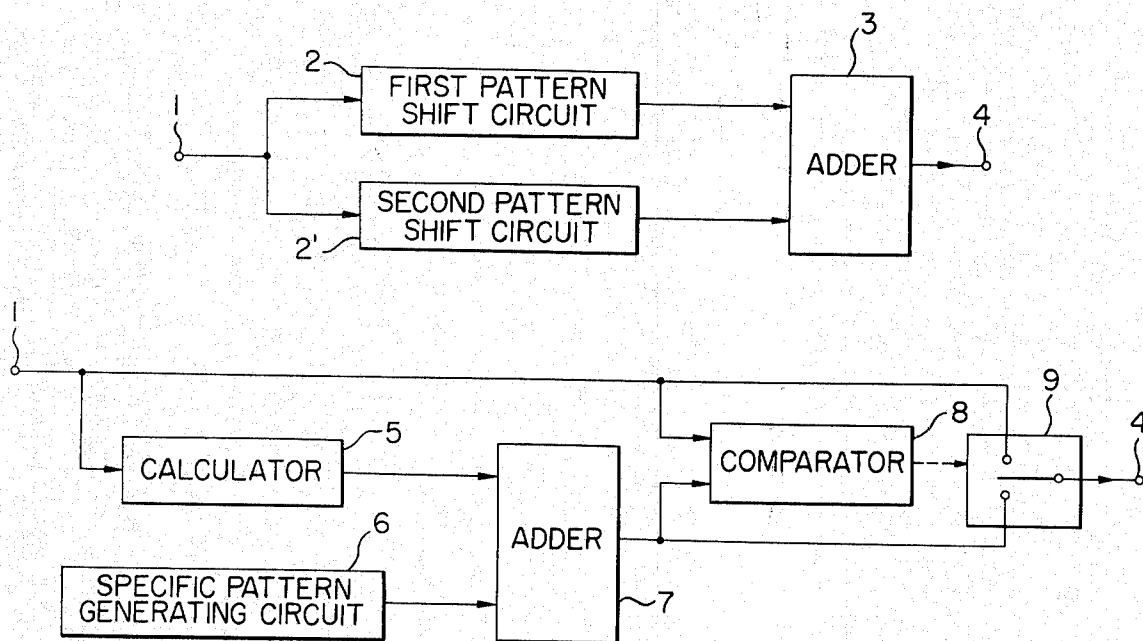 3
2
FIRST PATTERN
SHIFT CIRCUIT
1
4
ADDER
SECOND PATTERN
SHIFT CIRCUIT
2'
1
9
8
4
5
COMPARATOR
CALCULATOR
6
ADDER
SPECIFIC PATTERN
GENERATING CIRCUIT
7